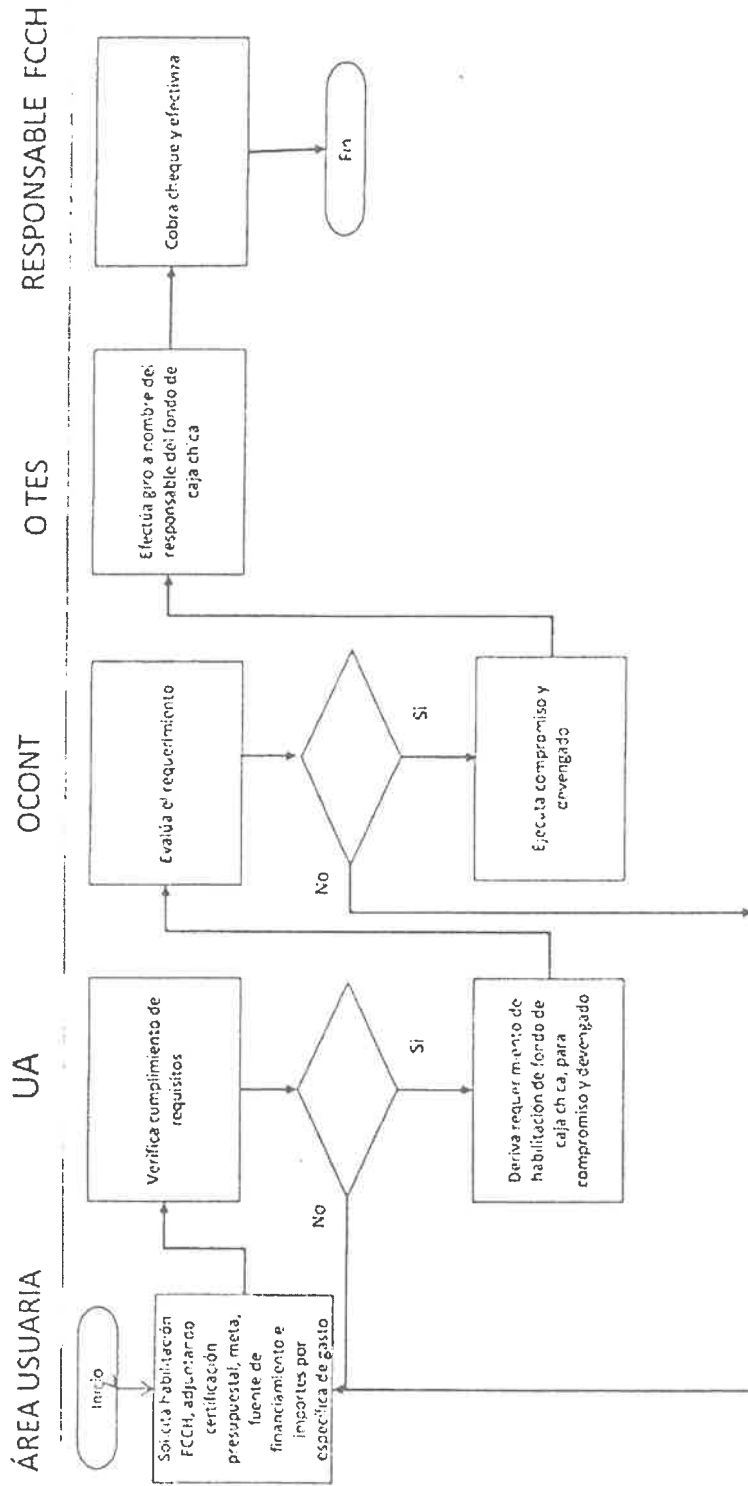 ÁREA USUARIA
UA
OCONT
O TES
RESPONSABLE FCCH
Inicio
Solicita habilitación
FCCH, adjuntando
certificación
presupuestal, meta,
fuente de
financiamiento e
importes por
específica de gasto
Verifica cumplimiento de
requisitos
No
Si
Deriva requerimiento de
habilitación de fondo de
caja chica, para
compromiso y devengado
Evalúa el requerimiento
No
Si
Ejecuta compromiso y
devengado
Efectúa giro a nombre del
responsable del fondo de
caja chica
Cobra cheque y efectiviza
Fin